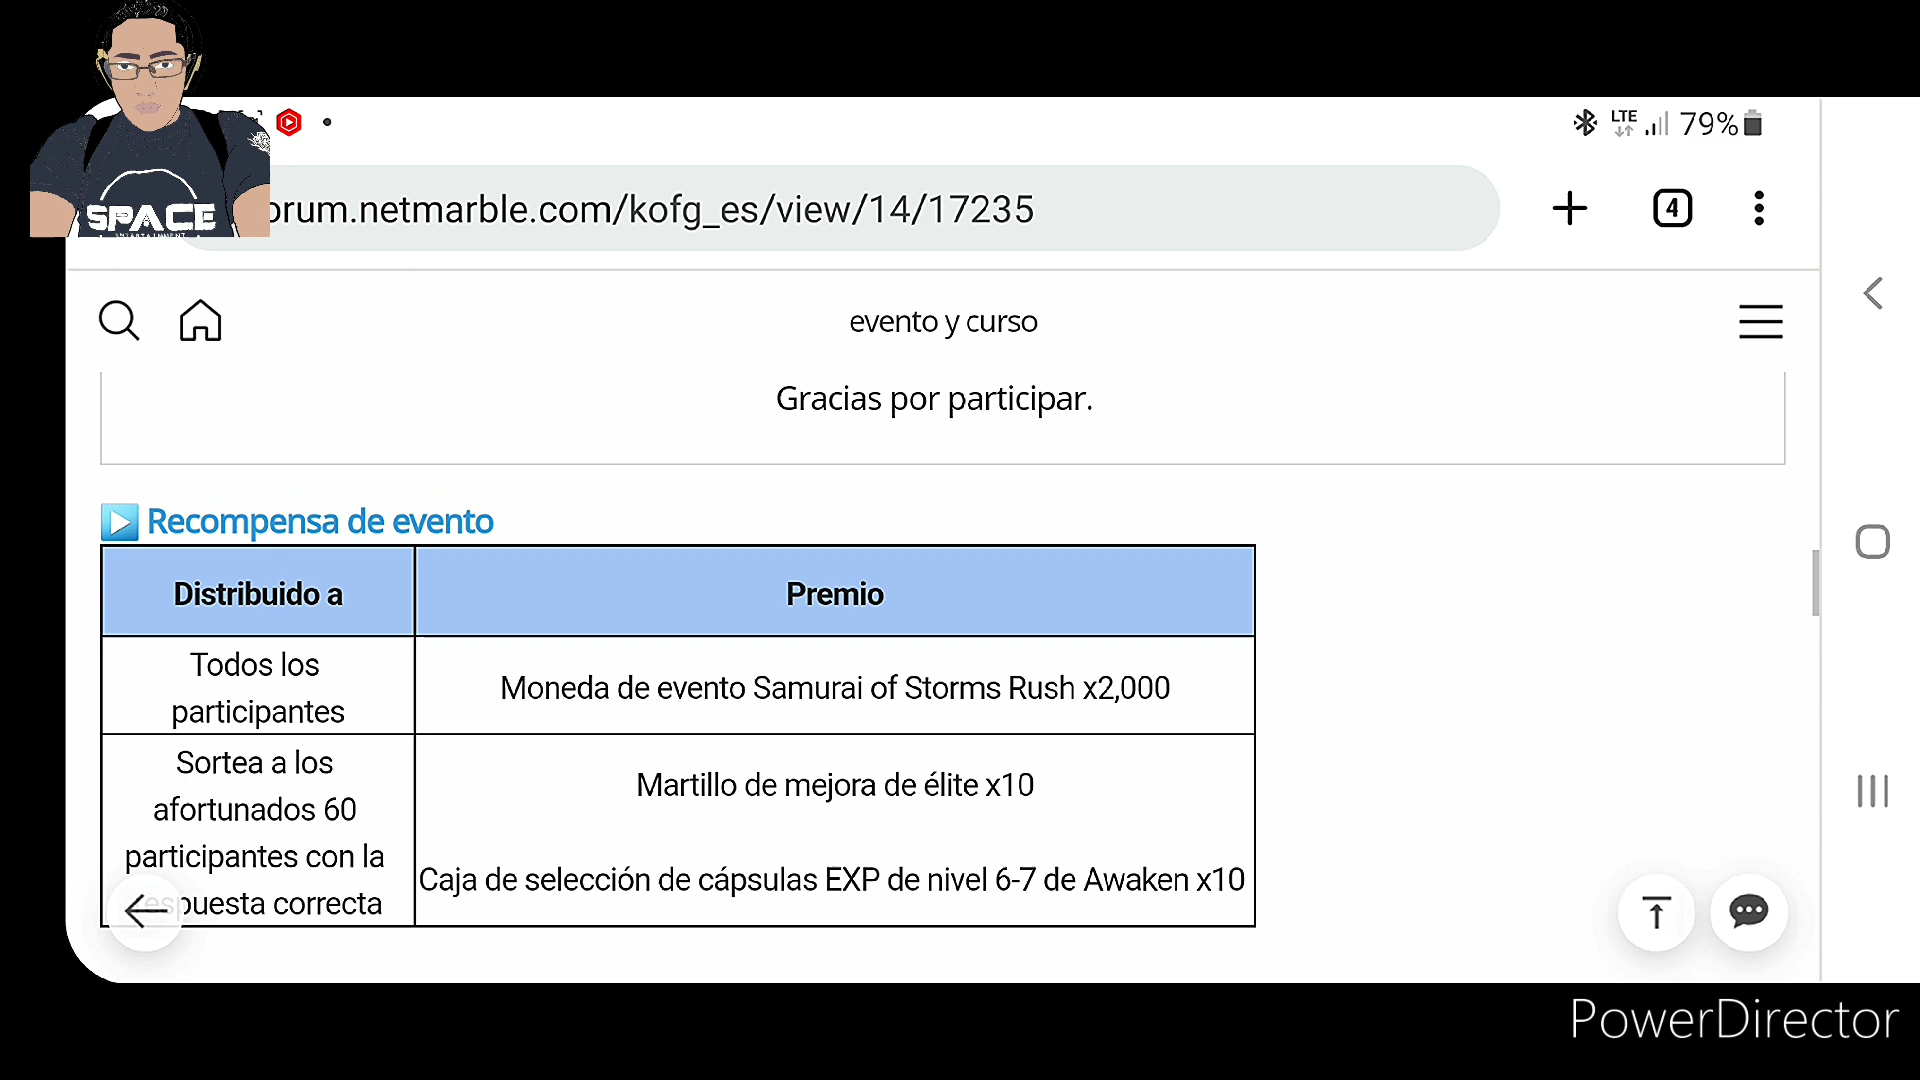 LTE 79%
orum.netmarble.com/kofg_es/view/14/17235
4
SPACE
ENTERTAINMENT
evento y curso
Gracias por participar.
Recompensa de evento
Distribuido a
Premio
Todos los
participantes
Moneda de evento Samurai of Storms Rush x2,000
Sortea a los
afortunados 60
participantes con la
puesta correcta
Martillo de mejora de élite x10
Caja de selección de cápsulas EXP de nivel 6-7 de Awaken x10
PowerDirector